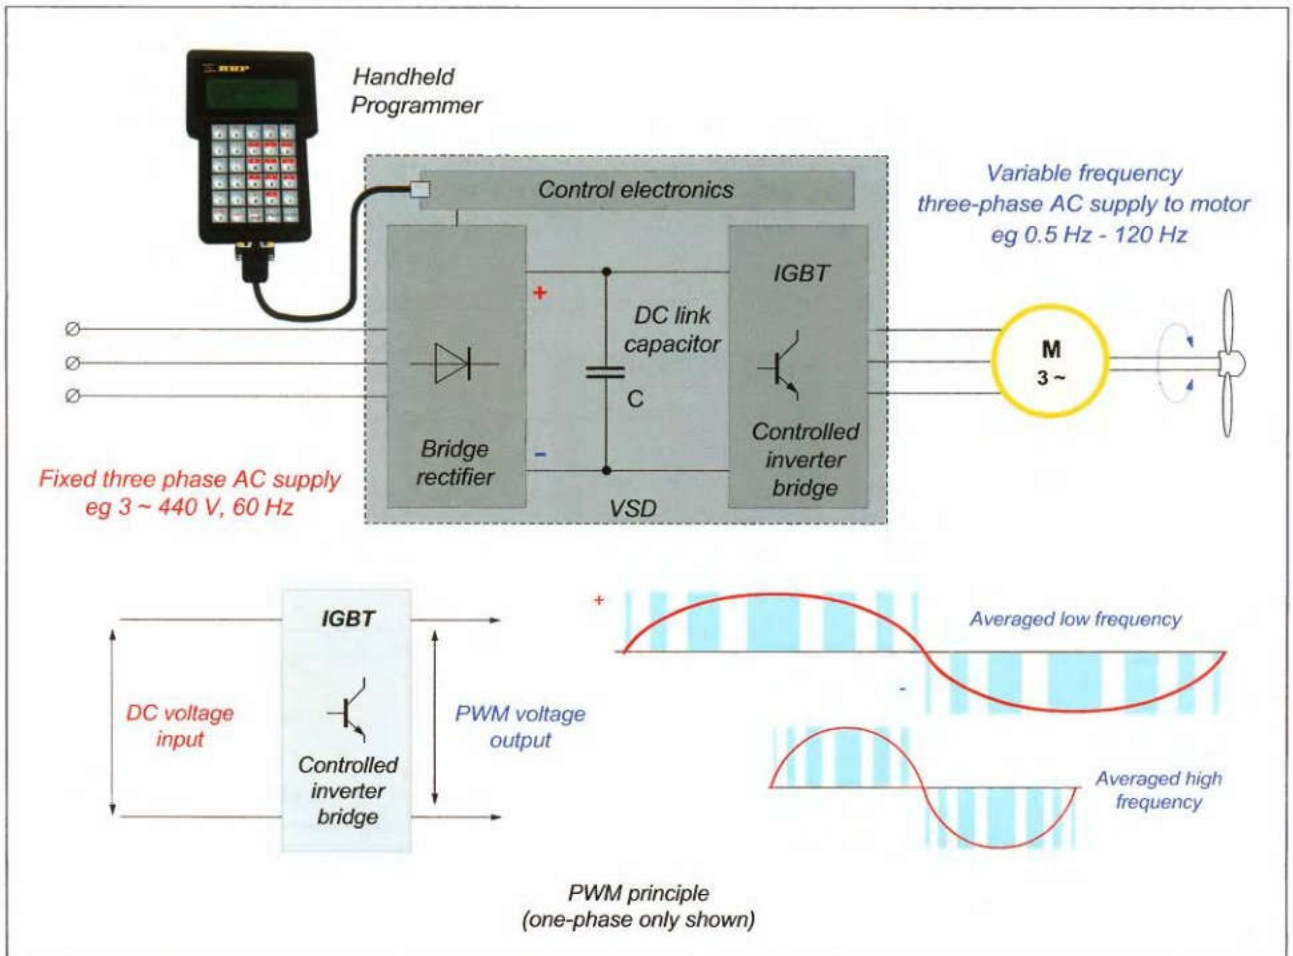 RRP
Handheld
Programmer
Control electronics
Variable frequency
three-phase AC supply to motor
eg 0.5 Hz - 120 Hz
IGBT
+
DC link
capacitor
C
M
3 ~
Bridge
rectifier
-
Controlled
inverter
bridge
Fixed three phase AC supply
eg 3 ~ 440 V, 60 Hz
VSD
IGBT
DC voltage
input
PWM voltage
output
Controlled
inverter
bridge
+
Averaged low frequency
-
Averaged high
frequency
PWM principle
(one-phase only shown)